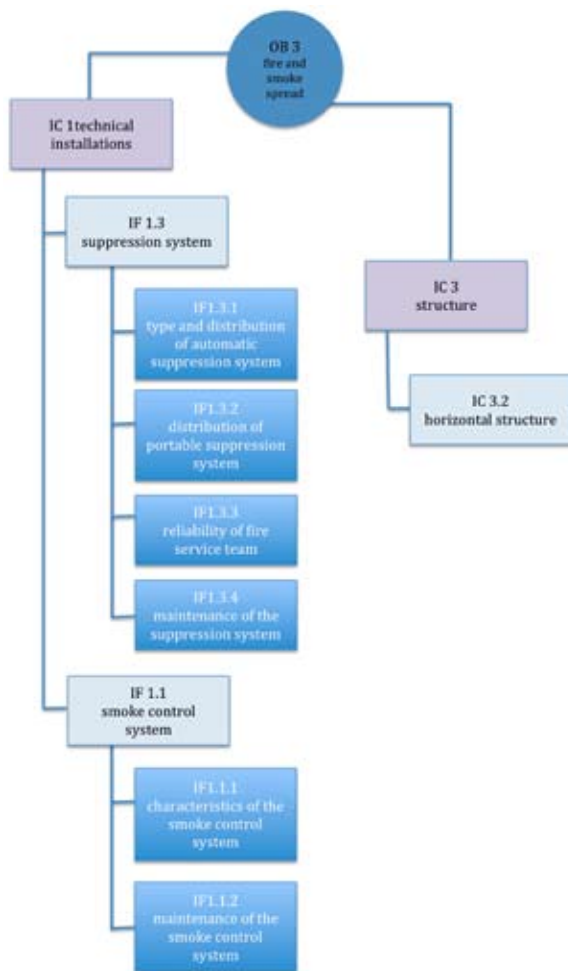 OB 3
fire and
smoke
spread
IC 1technical
installations
IF 1.3
suppression system
IF1.3.1
type and distribution
of automatic
suppression system
IF1.3.2
distribution of
portable suppression
system
IF1.3.3
reliability of fire
service team
IF1.3.4
maintenance of the
suppression system
IF 1.1
smoke control
system
IF1.1.1
characteristics of the
smoke control
system
IF1.1.2
maintenance of the
smoke control
system
IC 3
structure
IC 3.2
horizontal structure